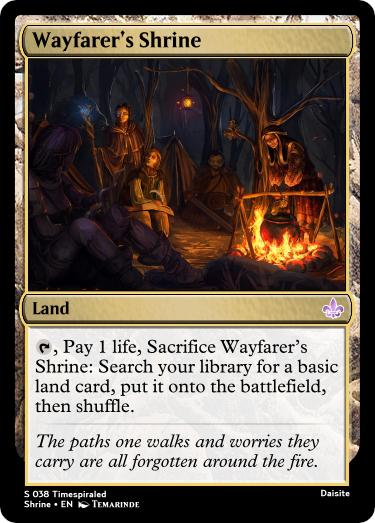 Wayfarer's Shrine
Land
, Pay 1 life, Sacrifice Wayfarer's
Shrine: Search your library for a basic
land card, put it onto the battlefield,
then shuffle.
The paths one walks and worries they
carry are all forgotten around the fire.
S 038 Timespiraled
Daisite
Shrine • EN Temarinde